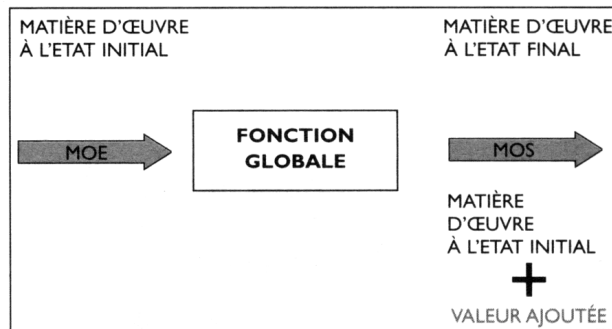 MATIÈRE D'ŒUVRE
À L'ETAT INITIAL
MATIÈRE D'ŒUVRE
À L'ETAT FINAL
MOE
FONCTION
GLOBALE
MOS
MATIÈRE
D'ŒUVRE
À L'ETAT INITIAL
+
VALEUR AJOUTÉE